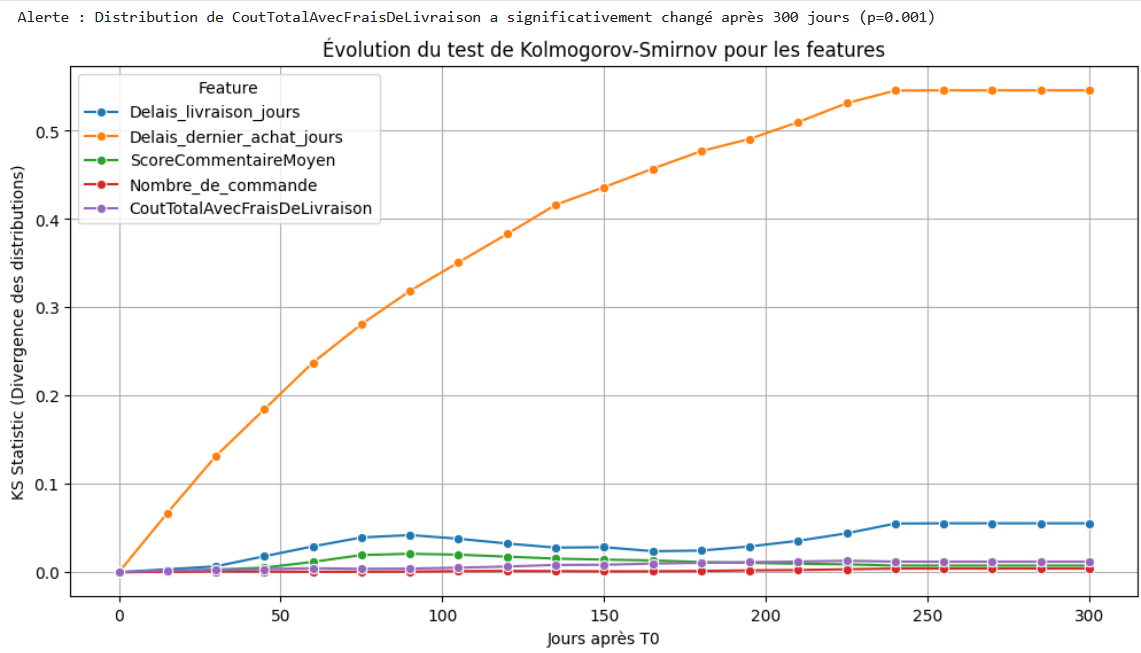 Alerte : Distribution de CoutTotalAvecFraisDeLivraison a significativement changé après 300 jours (p=0.001)
Évolution du test de Kolmogorov-Smirnov pour les features
Feature
Delais_livraison_jours
Delais_dernier_achat_jours
ScoreCommentaireMoyen
Nombre_de_commande
CoutTotalAvecFraisDeLivraison
KS Statistic (Divergence des distributions)
0.5
0.4
0.3
0.2
0.1
0.0
0 50 100 150 200 250 300
Jours après T0